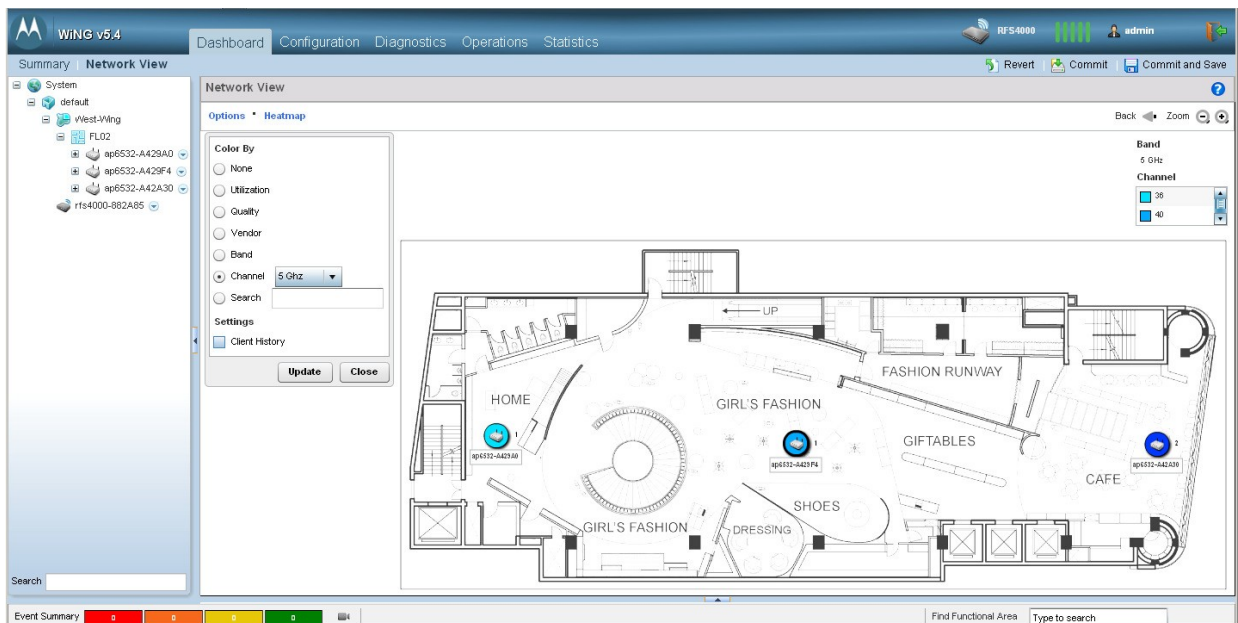 WiNG v5.4
Dashboard Configuration Diagnostics Operations Statistics
RFS4000
admin
Summary Network View
Revert Commit Commit and Save
System
default
West-Wing
FL02
ap6532-A429A0
ap6532-A429F4
ap6532-A42A30
rfs4000-882A85
Search
Network View
Options Heatmap
Back Zoom
Color By
None
Utilization
Quality
Vendor
Band
Channel 5 Ghz
Search
Settings
Client History
Update Close
Band
5 GHz
Channel
36
40
UP
FASHION RUNWAY
HOME
GIRL'S FASHION
GIFTABLES
1
ap6532-A429A0
1
ap6532-A429F4
2
ap6532-A42A30
CAFE
SHOES
GIRL'S FASHION
DRESSING
Event Summary 0 0 0 0
Find Functional Area Type to search